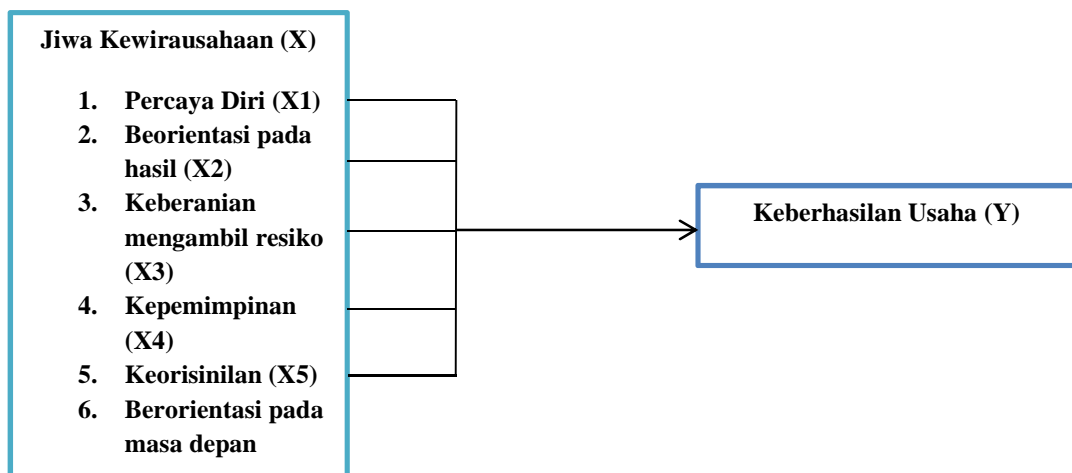 Jiwa Kewirausahaan (X)
1. Percaya Diri (X1)
2. Beorientasi pada
hasil (X2)
3. Keberanian
mengambil resiko
(X3)
4. Kepemimpinan
(X4)
5. Keorisinilan (X5)
6. Berorientasi pada
masa depan
Keberhasilan Usaha (Y)